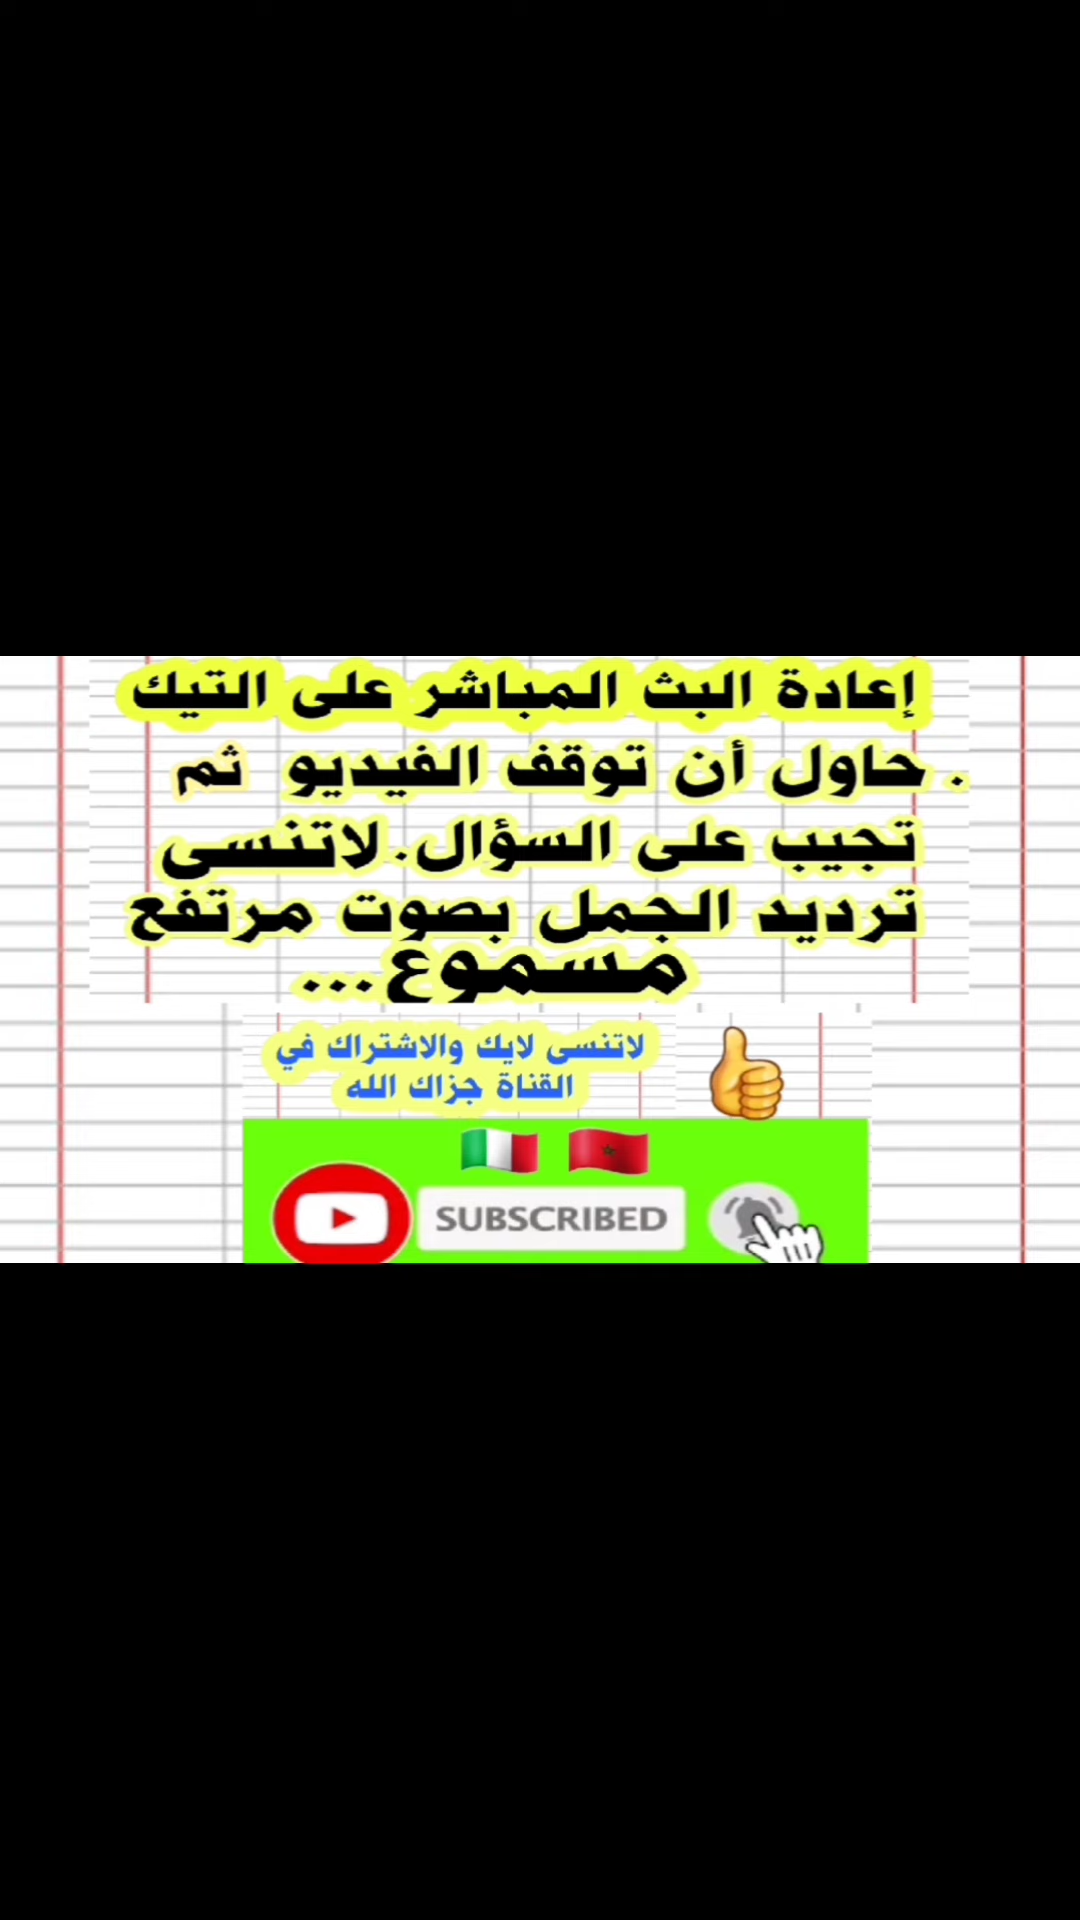 إعادة البث المباشر على التيك
. حاول أن توقف الفيديو ثم
تجيب على السؤال. لاتنسى
ترديد الجمل بصوت مرتفع
مسموع...
لاتنسى لايك والاشتراك في
القناة جزاك الله
SUBSCRIBED